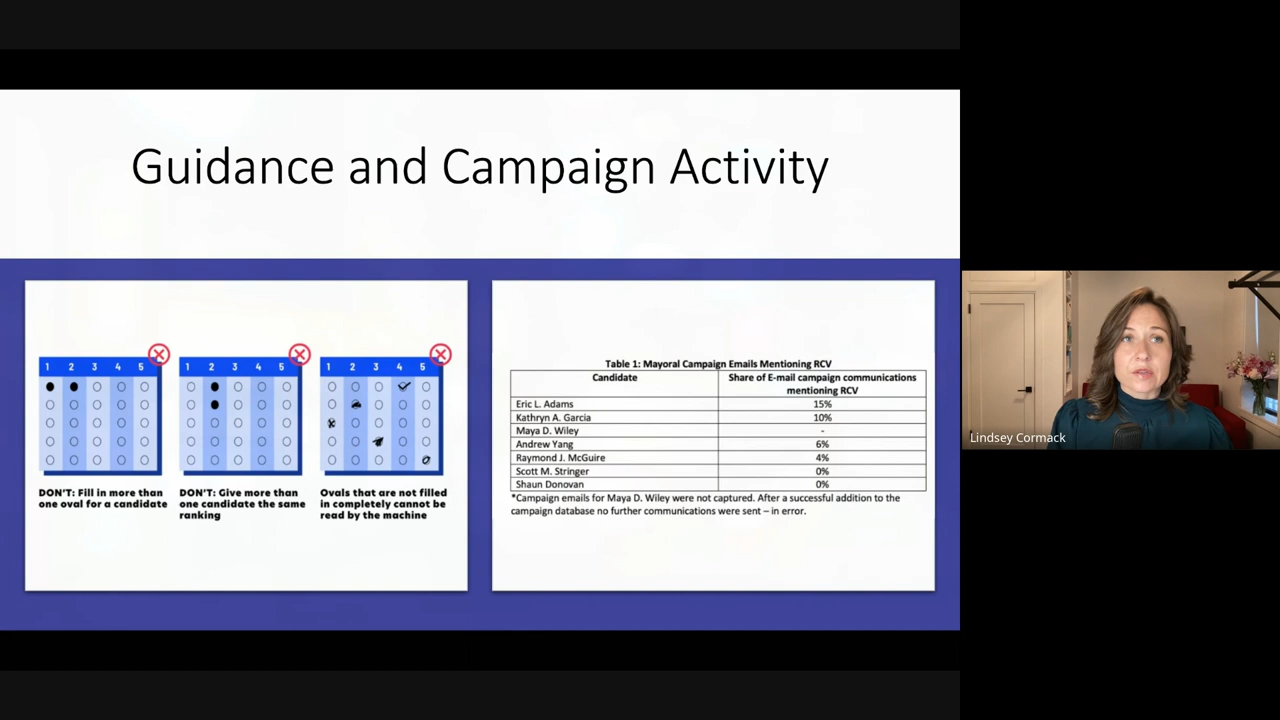 Guidance and Campaign Activity
1 2 3 4 5
DON'T: Fill in more than
one oval for a candidate
1 2 3 4 5
DON'T: Give more than
one candidate the same
ranking
1 2 3 4 5
Ovals that are not filled
in completely cannot be
read by the machine
Table 1: Mayoral Campaign Emails Mentioning RCV
Candidate Share of E-mail campaign communications
mentioning RCV
Eric L. Adams 15%
Kathryn A. Garcia 10%
Maya D. Wiley -
Andrew Yang 6%
Raymond J. McGuire 4%
Scott M. Stringer 0%
Shaun Donovan 0%
*Campaign emails for Maya D. Wiley were not captured. After a successful addition to the
campaign database no further communications were sent – in error.
Lindsey Cormack